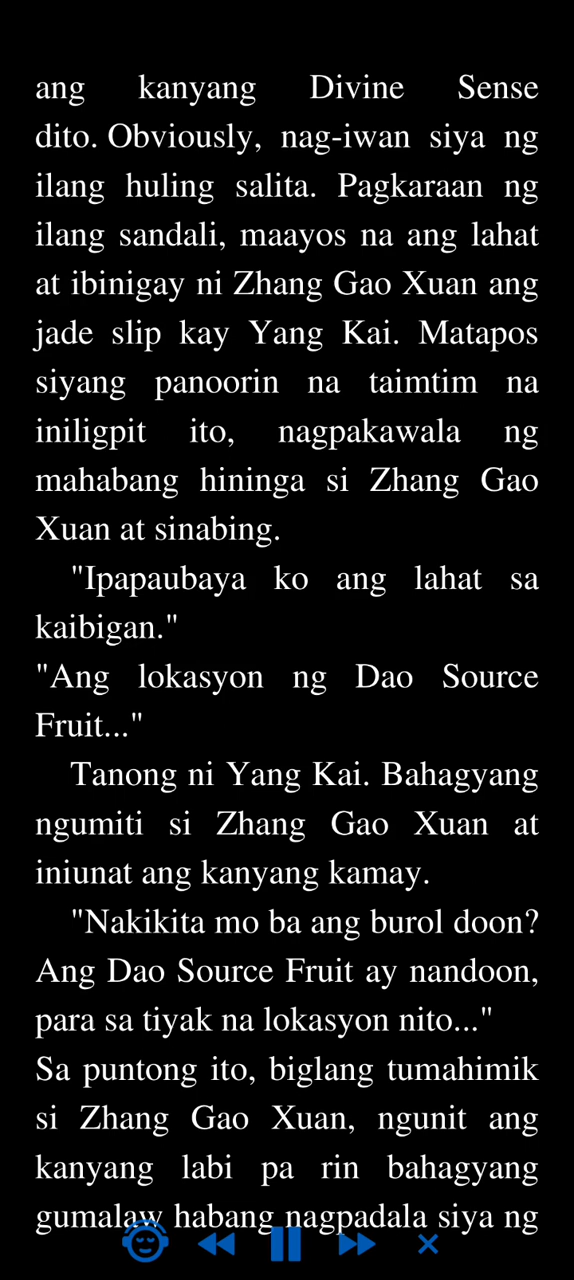 ang kanyang Divine Sense
dito. Obviously, nag-iwan siya ng
ilang huling salita. Pagkaraan ng
ilang sandali, maayos na ang lahat
at ibinigay ni Zhang Gao Xuan ang
jade slip kay Yang Kai. Matapos
siyang panoorin na taimtim na
iniligpit ito, nagpakawala ng
mahabang hininga si Zhang Gao
Xuan at sinabing.
"Ipapaubaya ko ang lahat sa
kaibigan."
"Ang lokasyon ng Dao Source
Fruit..."
Tanong ni Yang Kai. Bahagyang
ngumiti si Zhang Gao Xuan at
iniunat ang kanyang kamay.
"Nakikita mo ba ang burol doon?
Ang Dao Source Fruit ay nandoon,
para sa tiyak na lokasyon nito..."
Sa puntong ito, biglang tumahimik
si Zhang Gao Xuan, ngunit ang
kanyang labi pa rin bahagyang
gumalaw habang nagpadala siya ng